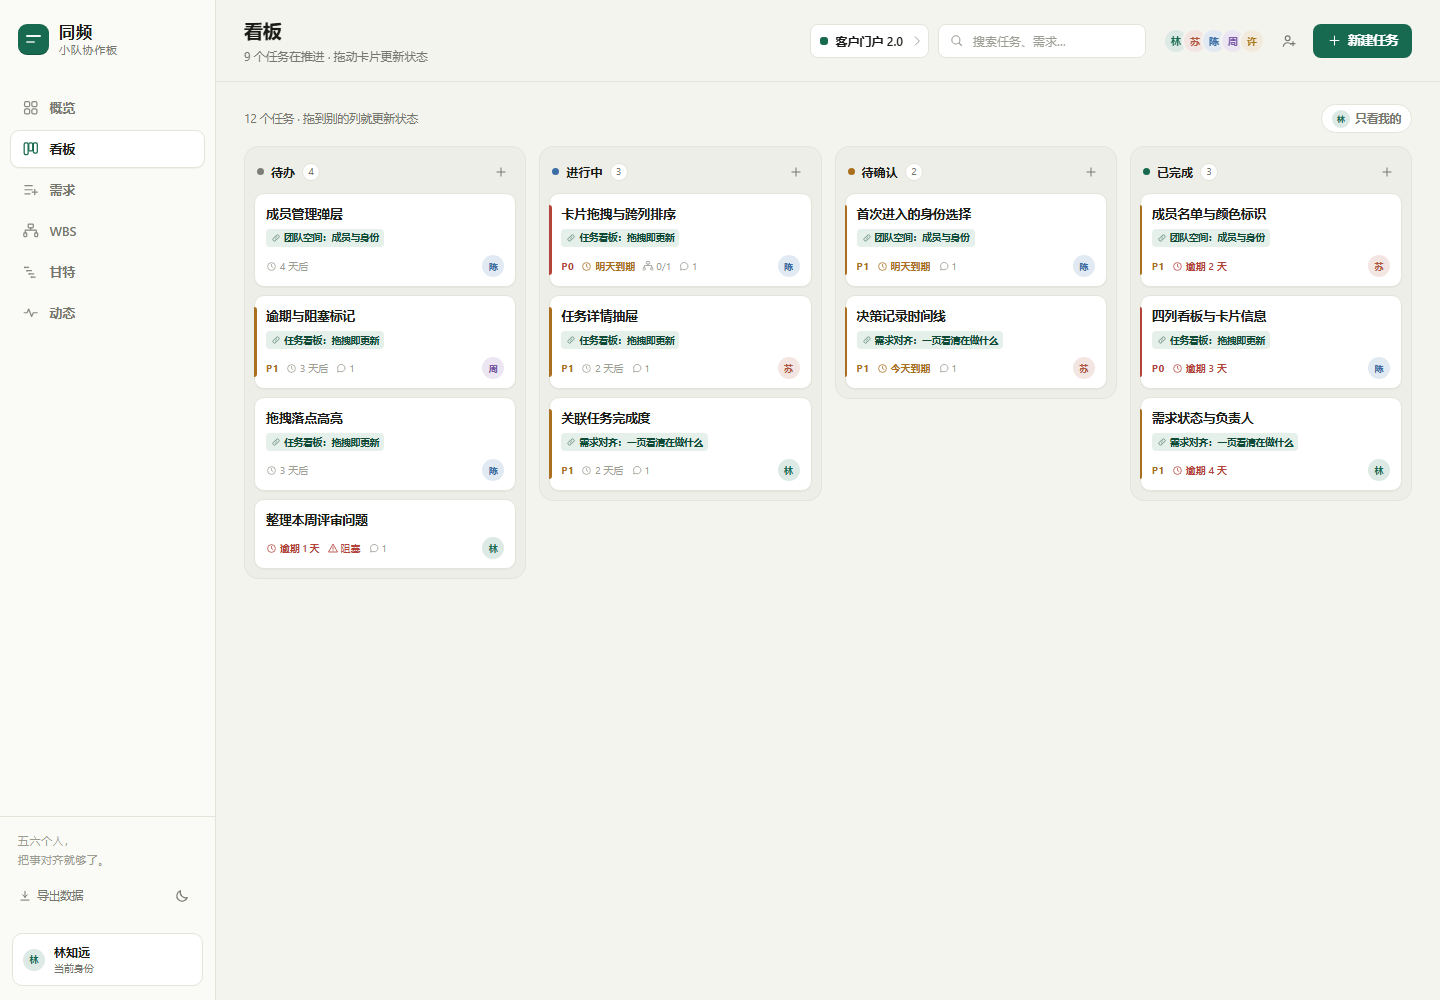 同频
小队协作板
概览
看板
需求
WBS
甘特
动态
五六个人，
把事对齐就够了。
导出数据
林 林知远
当前身份
看板
9 个任务在推进 · 拖动卡片更新状态
客户门户 2.0
搜索任务、需求...
林 苏 陈 周 许
新建任务
12 个任务 · 拖到别的列就更新状态
林 只看我的
待办 4
成员管理弹层
团队空间：成员与身份
4 天后 陈
逾期与阻塞标记
任务看板：拖拽即更新
P1 3 天后 1 周
拖拽落点高亮
任务看板：拖拽即更新
3 天后 陈
整理本周评审问题
逾期 1 天 阻塞 1 林
进行中 3
卡片拖拽与跨列排序
任务看板：拖拽即更新
P0 明天到期 0/1 1 陈
任务详情抽屉
任务看板：拖拽即更新
P1 2 天后 1 苏
关联任务完成度
需求对齐：一页看清在做什么
P1 2 天后 1 林
待确认 2
首次进入的身份选择
团队空间：成员与身份
P1 明天到期 1 陈
决策记录时间线
需求对齐：一页看清在做什么
P1 今天到期 1 苏
已完成 3
成员名单与颜色标识
团队空间：成员与身份
P1 逾期 2 天 苏
四列看板与卡片信息
任务看板：拖拽即更新
P0 逾期 3 天 陈
需求状态与负责人
需求对齐：一页看清在做什么
P1 逾期 4 天 林